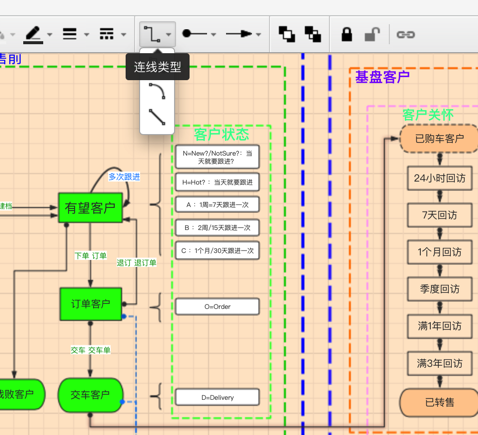 连线类型
售前
基盘客户
客户状态
客户关怀
N=New?/NotSure?：当
天就要跟进?
H=Hot?：当天就要跟进
A ：1周=7天跟进一次
B ：2周/15天跟进一次
C ：1个月/30天跟进一次
O=Order
D=Delivery
多次跟进
建档
有望客户
下单 订单
退订 退订单
订单客户
交车 交车单
战败客户
交车客户
已购车客户
24小时回访
7天回访
1个月回访
季度回访
满1年回访
满3年回访
已转售